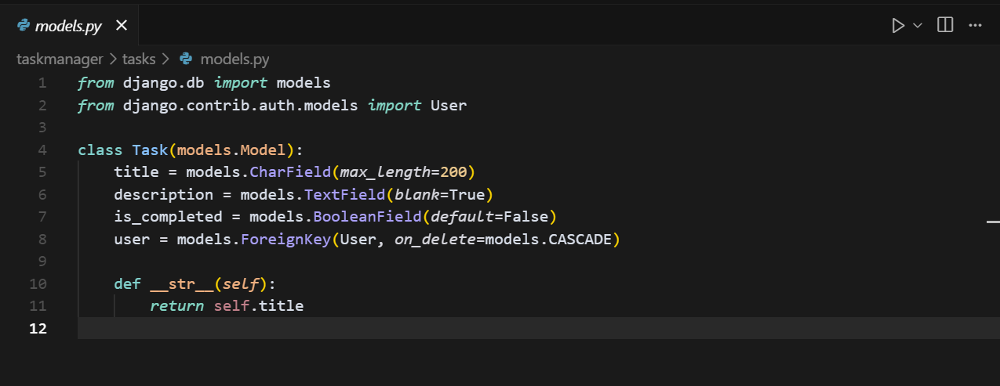 models.py
taskmanager > tasks > models.py
1 from django.db import models
2 from django.contrib.auth.models import User
3
4 class Task(models.Model):
5     title = models.CharField(max_length=200)
6     description = models.TextField(blank=True)
7     is_completed = models.BooleanField(default=False)
8     user = models.ForeignKey(User, on_delete=models.CASCADE)
9
10     def __str__(self):
11         return self.title
12